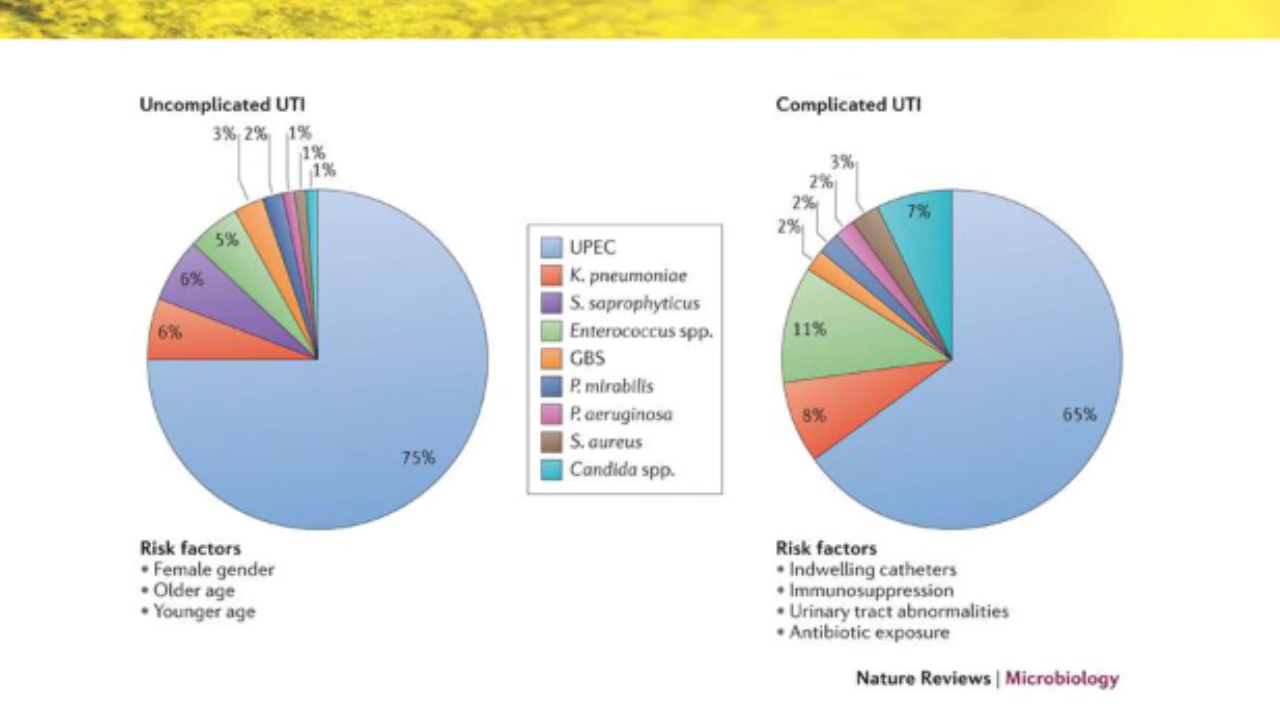 Uncomplicated UTI
3% 2% 1%
1%
1%
5%
6%
6%
75%
Risk factors
• Female gender
• Older age
• Younger age
UPEC
K. pneumoniae
S. saprophyticus
Enterococcus spp.
GBS
P. mirabilis
P. aeruginosa
S. aureus
Candida spp.
Complicated UTI
3%
2%
2%
2%
7%
11%
8%
65%
Risk factors
• Indwelling catheters
• Immunosuppression
• Urinary tract abnormalities
• Antibiotic exposure
Nature Reviews | Microbiology